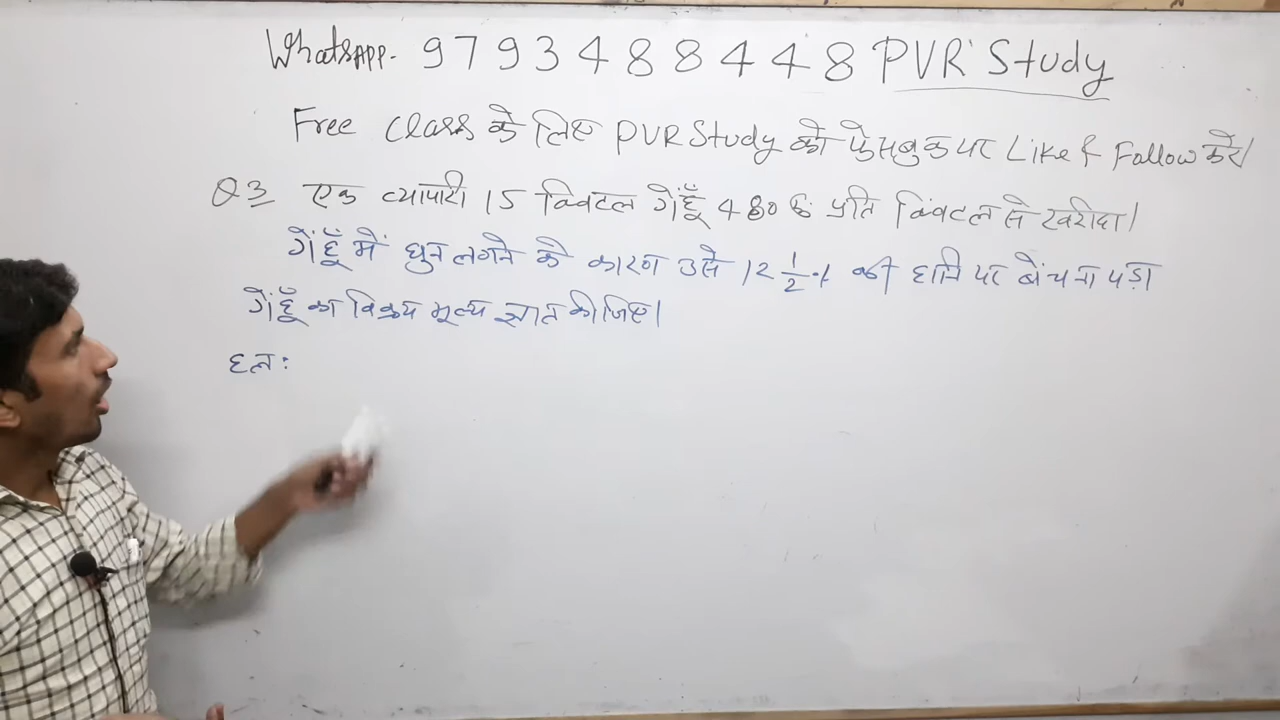 WhatsApp. 9793488448 PVR Study
Free Class के लिए PVR Study को फेसबुक पर Like & Follow करें।
Q3 एक व्यापारी 15 क्विंटल गेंहूँ 480 रु प्रति क्विंटल से खरीदा।
गेंहूँ में घुन लगने के कारण उसे 12 1/2 % की हानि पर बेंचना पड़ा
गेंहूँ का विक्रय मूल्य ज्ञात कीजिए।
हल: